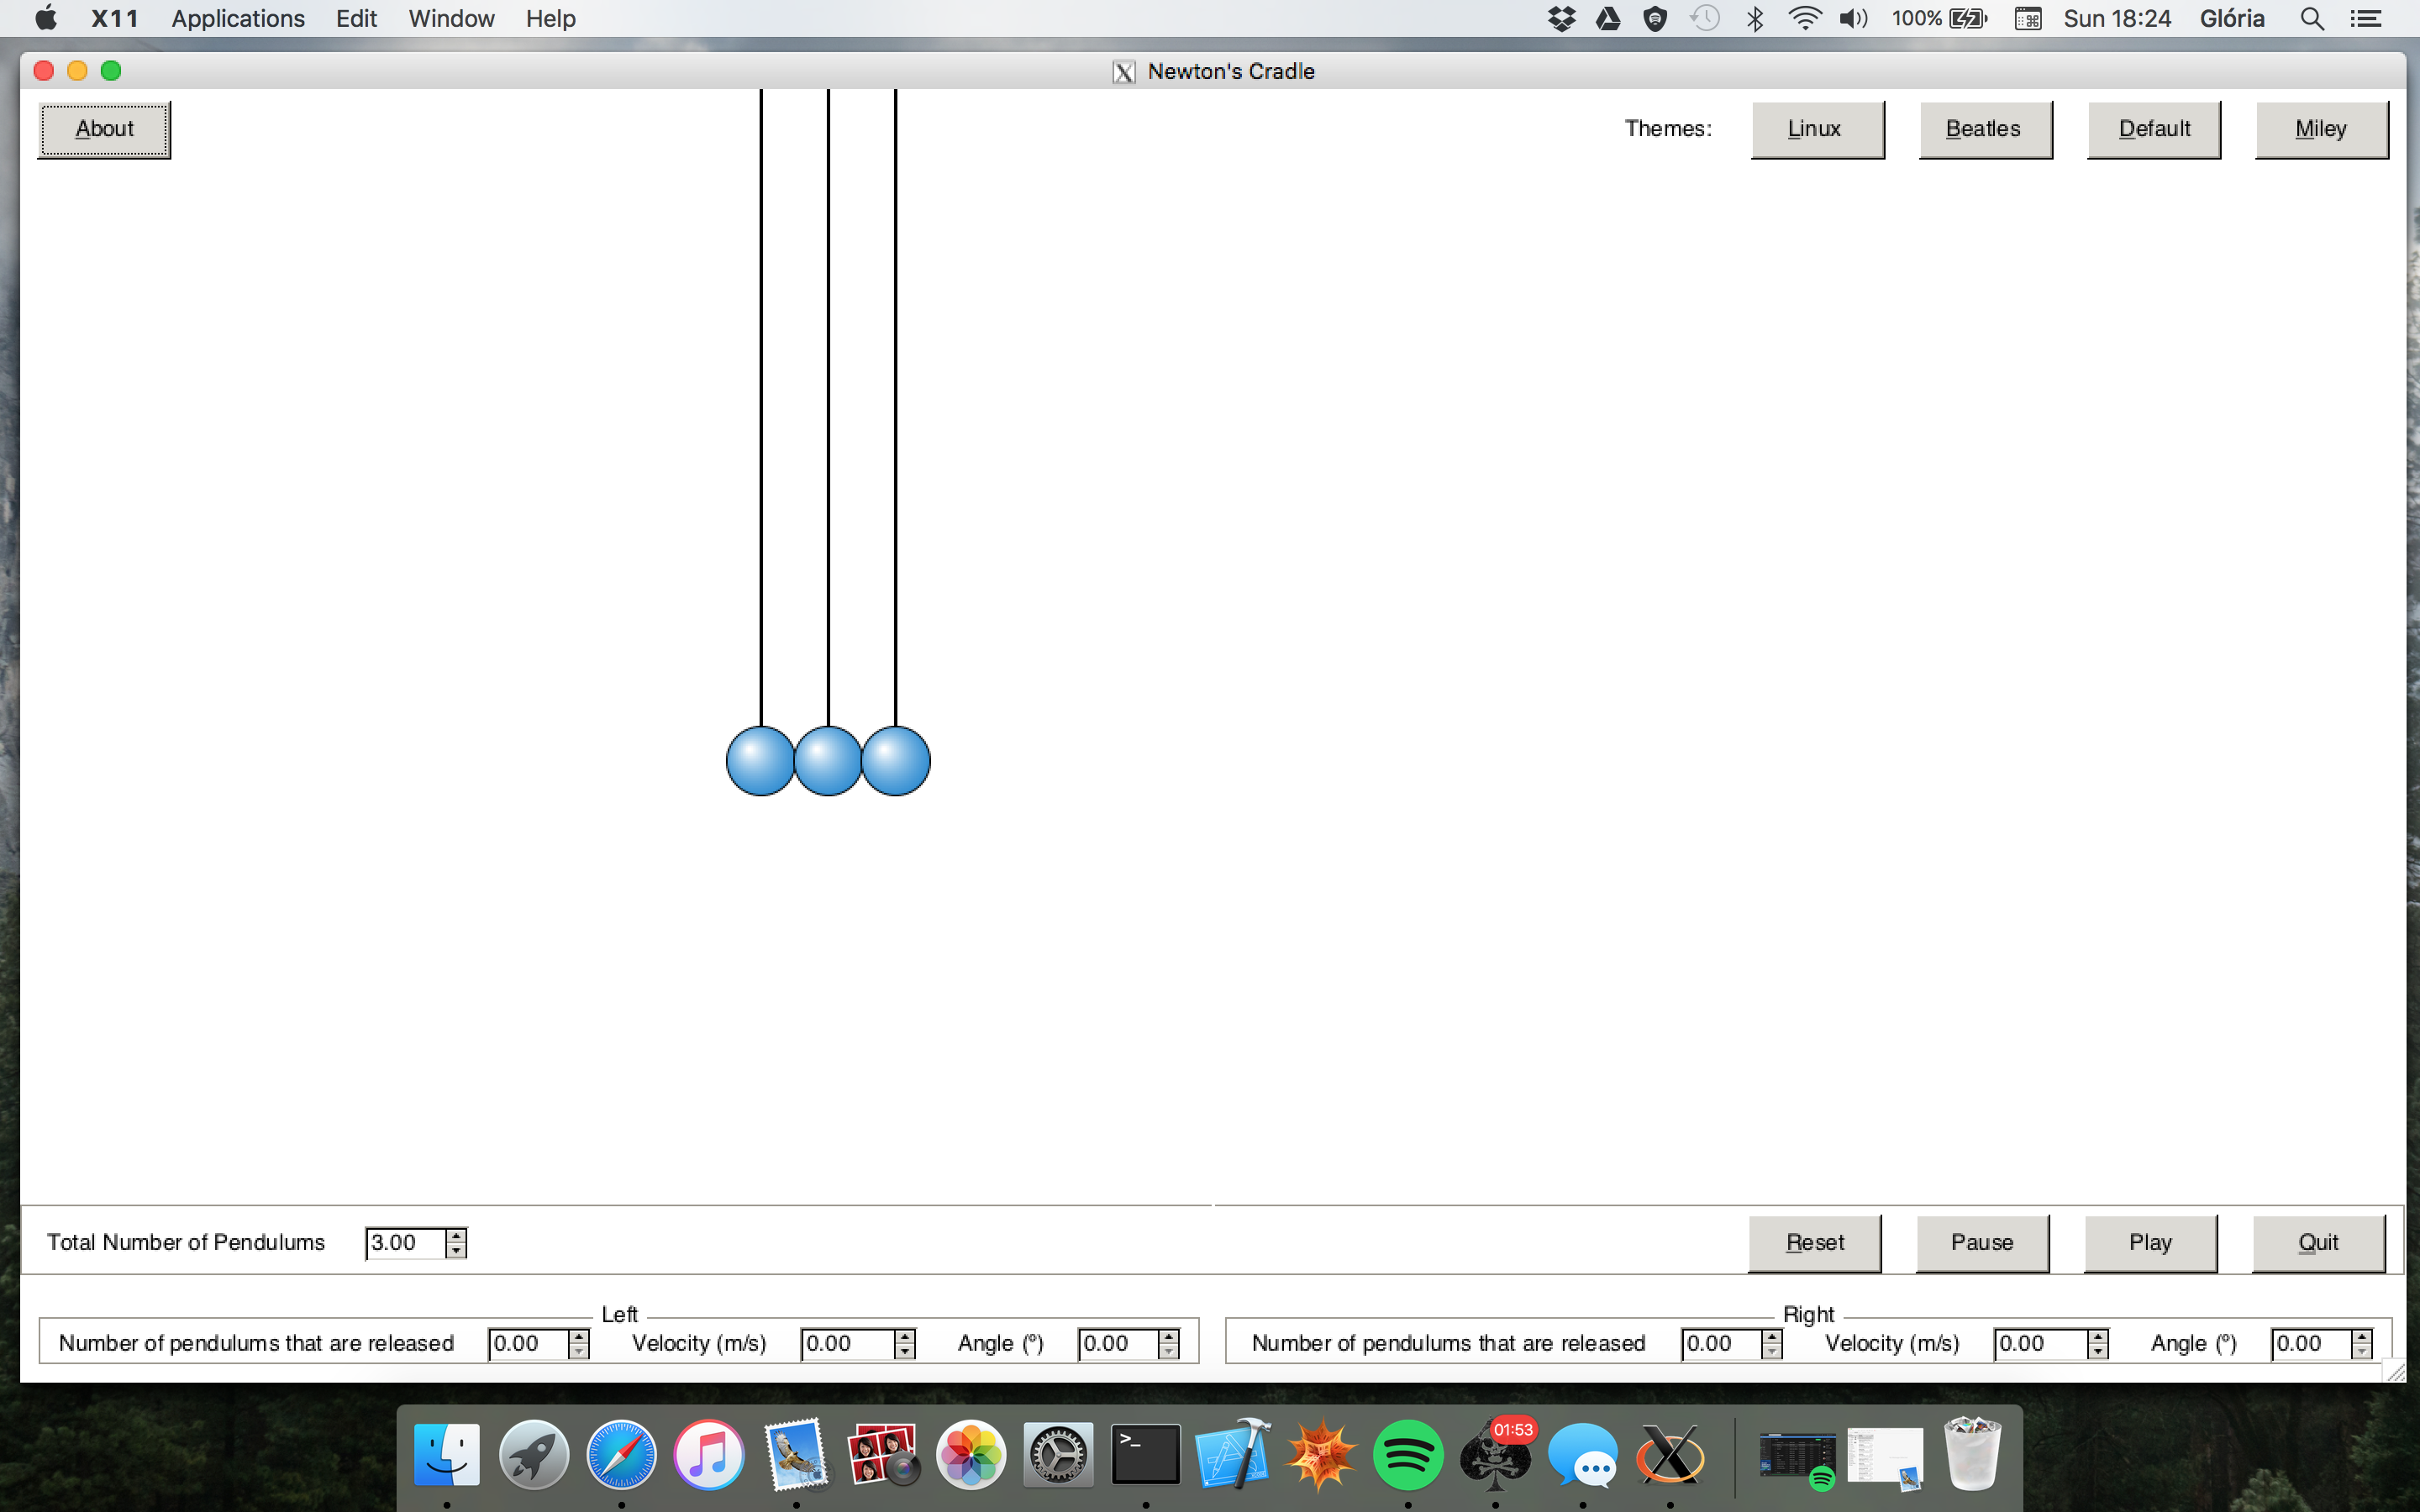 X11 Applications Edit Window Help 100% Sun 18:24 Glória
Newton's Cradle
About Themes: Linux Beatles Default Miley
Total Number of Pendulums 3.00 Reset Pause Play Quit
Left Right
Number of pendulums that are released 0.00 Velocity (m/s) 0.00 Angle (º) 0.00 Number of pendulums that are released 0.00 Velocity (m/s) 0.00 Angle (º) 0.00
01:53